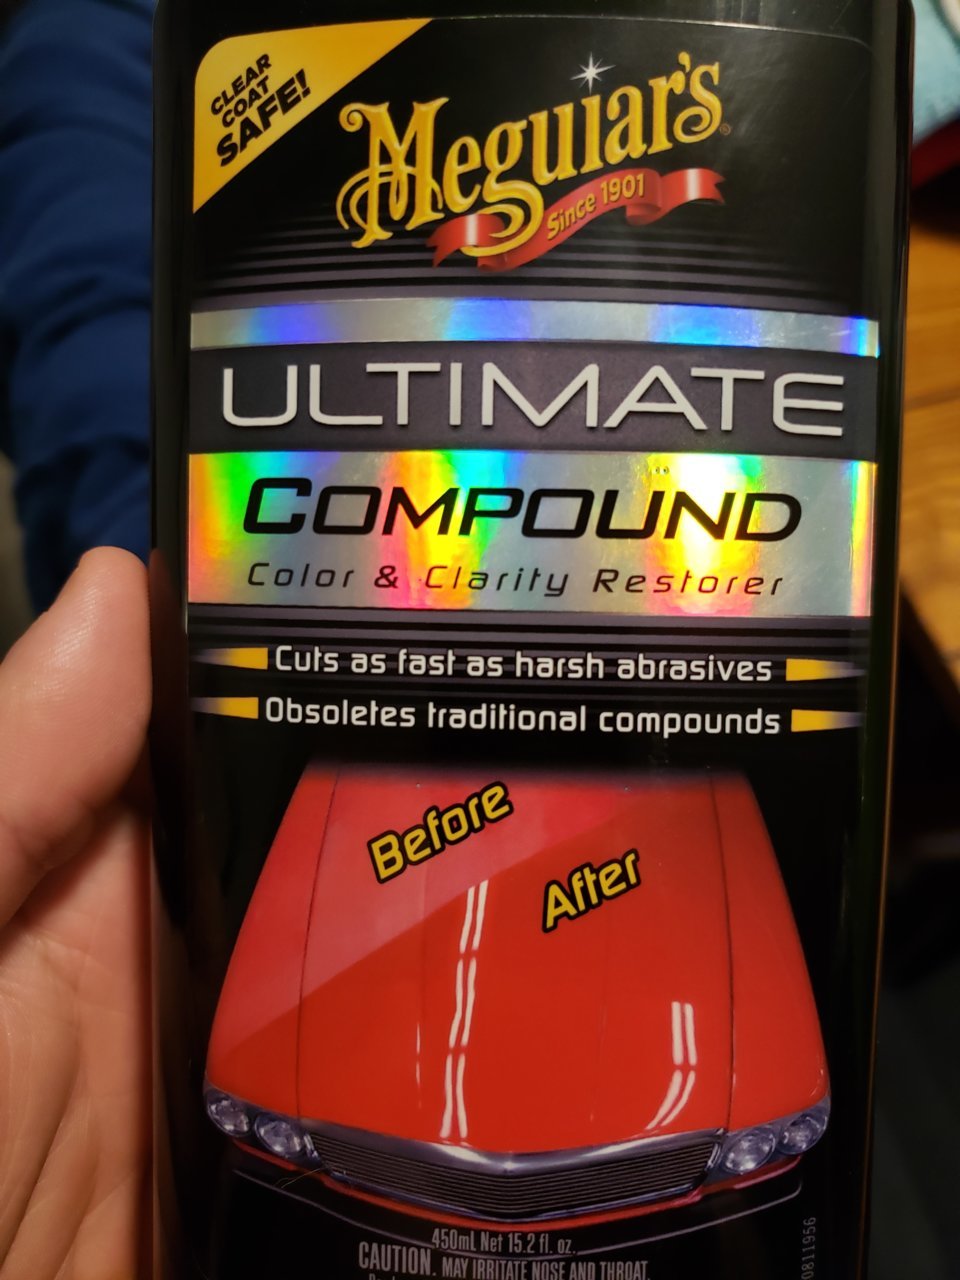 CLEAR
COAT
SAFE!
Meguiar's®
Since 1901
ULTIMATE
COMPOUND
Color & Clarity Restorer
Cuts as fast as harsh abrasives
Obsoletes traditional compounds
Before
After
450mL Net 15.2 fl. oz.
CAUTION. MAY IRRITATE NOSE AND THROAT.
0811956